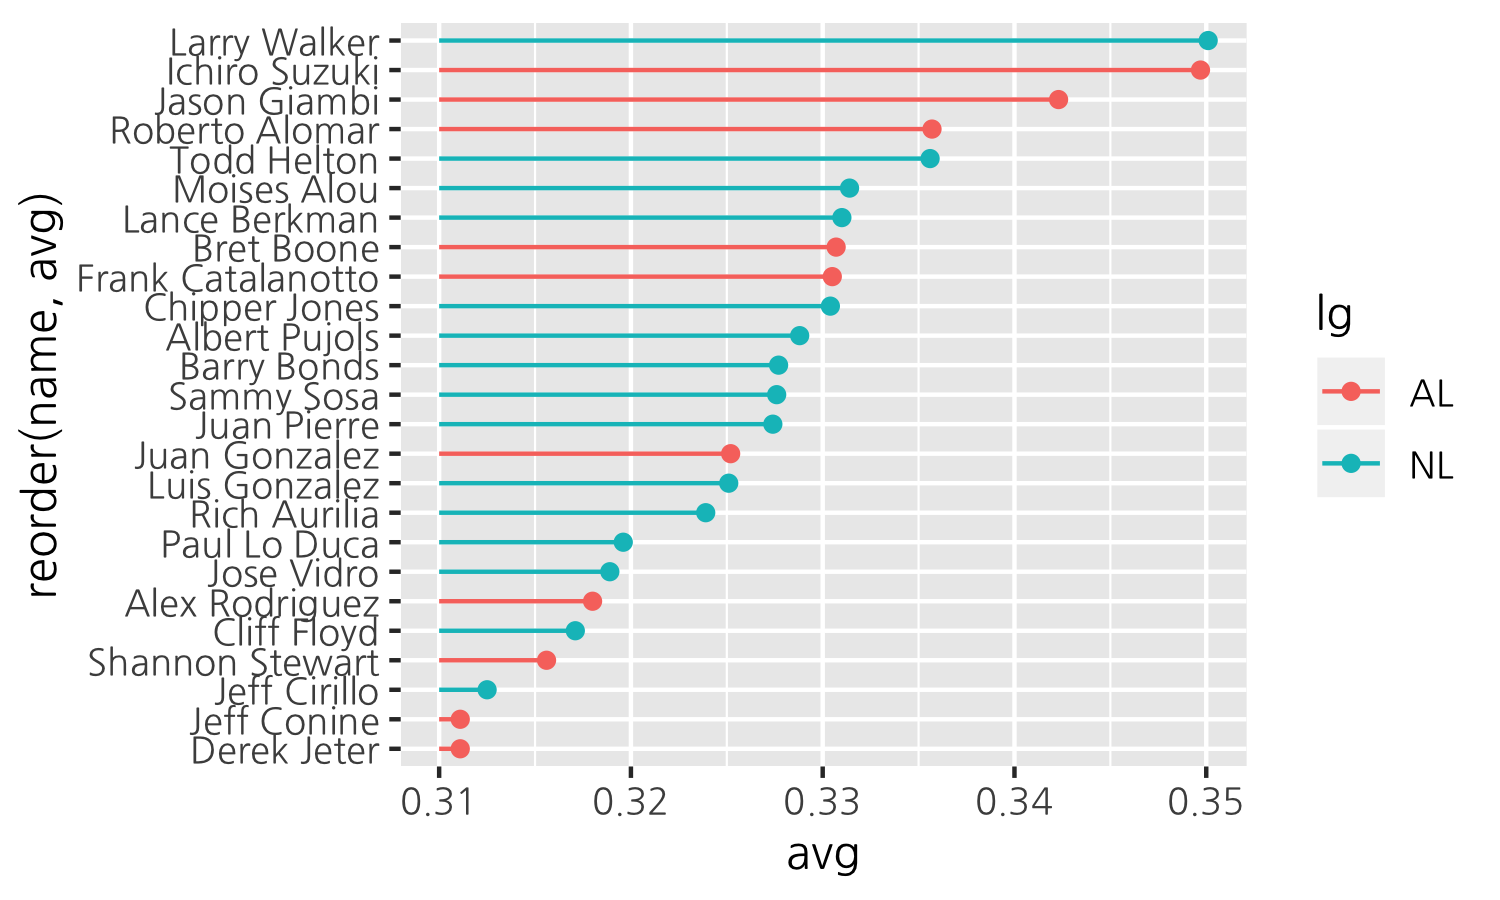 Larry Walker
Ichiro Suzuki
Jason Giambi
Roberto Alomar
Todd Helton
Moises Alou
Lance Berkman
Bret Boone
Frank Catalanotto
Chipper Jones
Albert Pujols
Barry Bonds
Sammy Sosa
Juan Pierre
Juan Gonzalez
Luis Gonzalez
Rich Aurilia
Paul Lo Duca
Jose Vidro
Alex Rodriguez
Cliff Floyd
Shannon Stewart
Jeff Cirillo
Jeff Conine
Derek Jeter
reorder(name, avg)
0.31 0.32 0.33 0.34 0.35
avg
lg
AL
NL